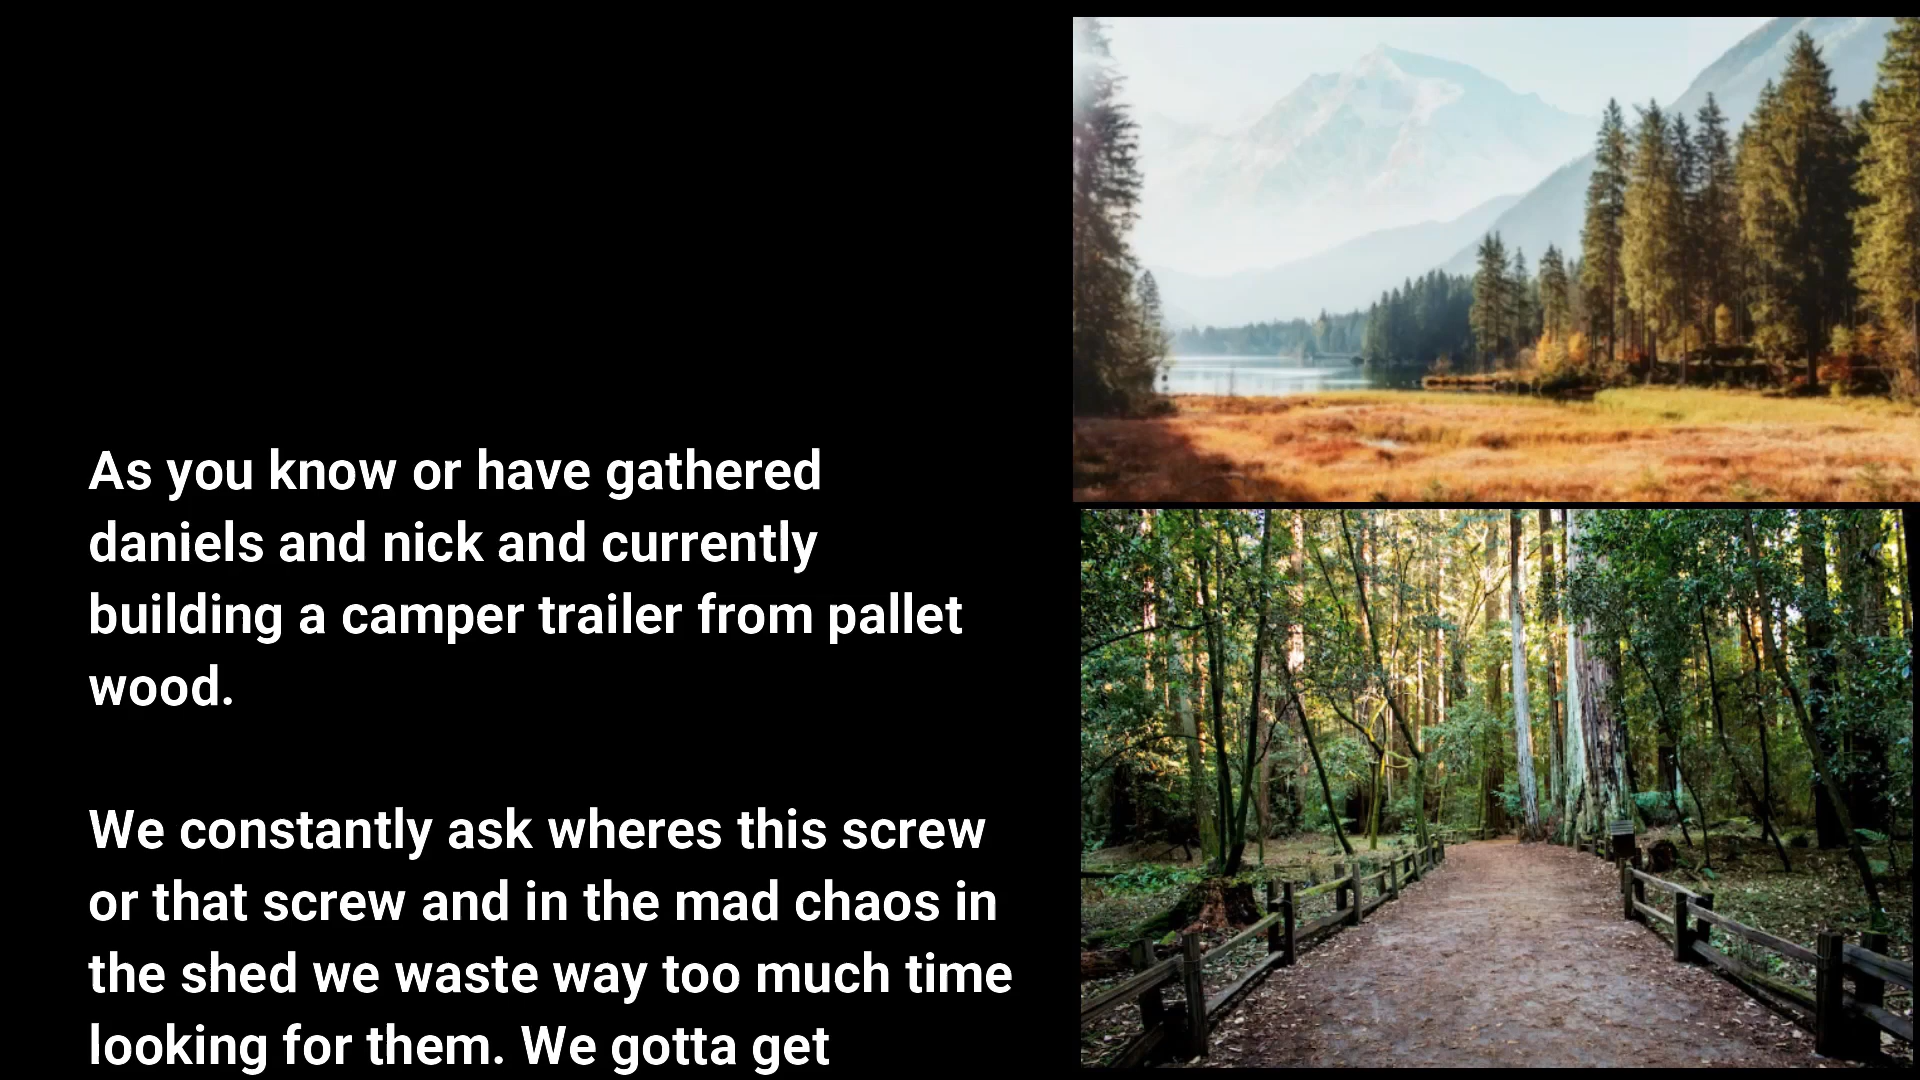 As you know or have gathered
daniels and nick and currently
building a camper trailer from pallet
wood.
We constantly ask wheres this screw
or that screw and in the mad chaos in
the shed we waste way too much time
looking for them. We gotta get